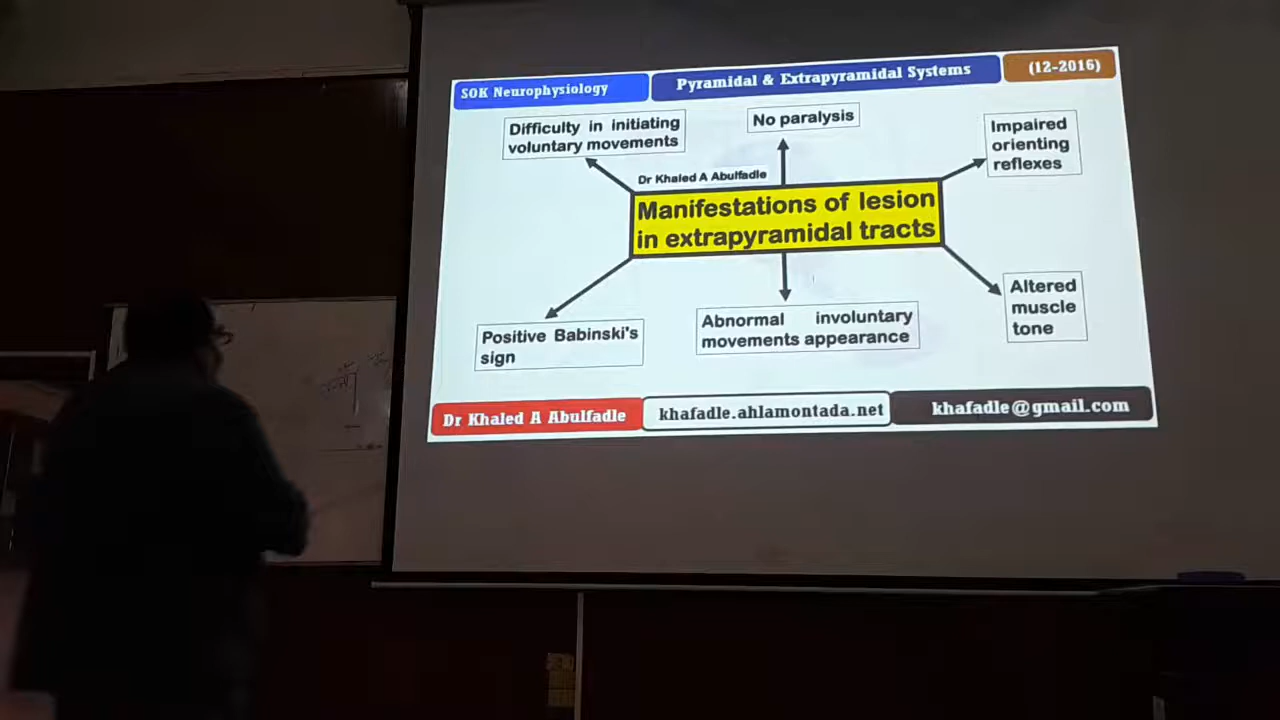 SOK Neurophysiology
Pyramidal & Extrapyramidal Systems
(12-2016)
Difficulty in initiating
voluntary movements
No paralysis
Impaired
orienting
reflexes
Dr Khaled A Abulfadle
Manifestations of lesion
in extrapyramidal tracts
Positive Babinski's
sign
Abnormal involuntary
movements appearance
Altered
muscle
tone
Dr Khaled A Abulfadle
khafadle.ahlamontada.net
khafadle@gmail.com